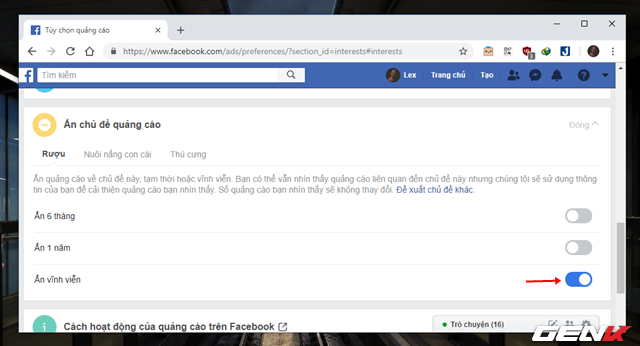 Tùy chọn quảng cáo
https://www.facebook.com/ads/preferences/?section_id=interests#interests
Tìm kiếm
Lex
Trang chủ
Tạo
Ẩn chủ đề quảng cáo
Đóng
Rượu
Nuôi nấng con cái
Thú cưng
Ẩn quảng cáo về chủ đề này, tạm thời hoặc vĩnh viễn. Bạn có thể vẫn nhìn thấy quảng cáo liên quan đến chủ đề này nhưng chúng tôi sẽ sử dụng thông
tin của bạn để cải thiện quảng cáo bạn nhìn thấy. Số quảng cáo bạn nhìn thấy sẽ không thay đổi. Đề xuất chủ đề khác.
Ẩn 6 tháng
Ẩn 1 năm
Ẩn vĩnh viễn
Cách hoạt động của quảng cáo trên Facebook
Trò chuyện (16)
GENK